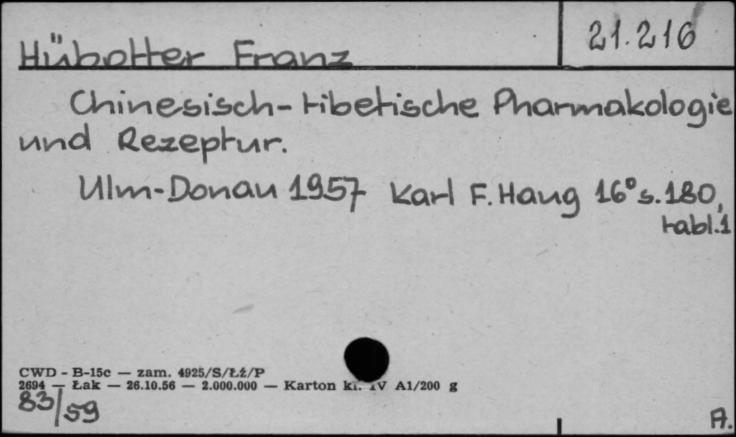 21.216
Hübotter Franz
Chinesisch-tibetische Pharmakologie
und Rezeptur.
Ulm-Donau 1957 Karl F. Haug 16° s. 180,
tabl. 1
CWD - B-15c — zam. 4925/S/Łź/P
2694 — Łak — 26.10.56 — 2.000.000 — Karton kl. IV A1/200 g
83/59
A.